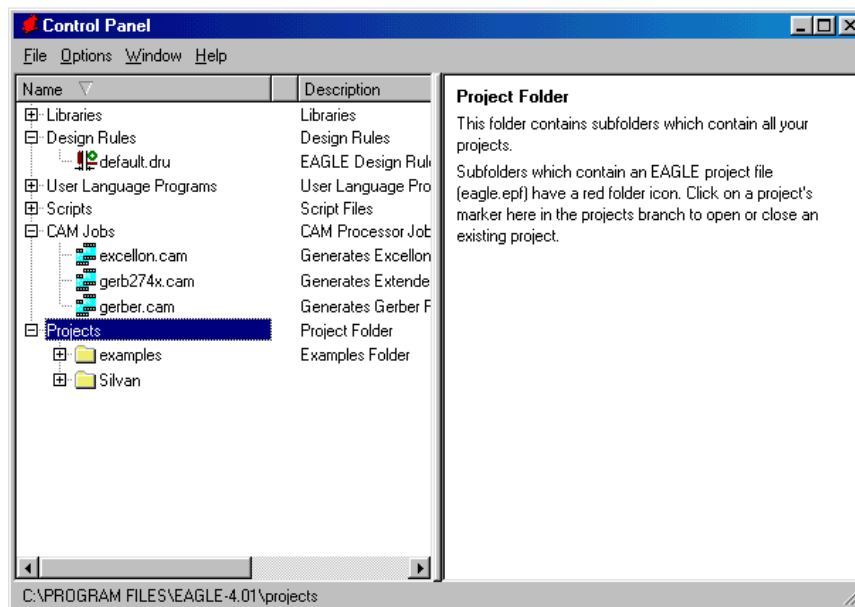 Control Panel
File Options Window Help
Name Description
Libraries Libraries
Design Rules Design Rules
default.dru EAGLE Design Rul
User Language Programs User Language Pro
Scripts Script Files
CAM Jobs CAM Processor Job
excellon.cam Generates Excellon
gerb274x.cam Generates Extende
gerber.cam Generates Gerber F
Projects Project Folder
examples Examples Folder
Silvan
Project Folder
This folder contains subfolders which contain all your
projects.
Subfolders which contain an EAGLE project file
(eagle.epf) have a red folder icon. Click on a project's
marker here in the projects branch to open or close an
existing project.
C:\PROGRAM FILES\EAGLE-4.01\projects